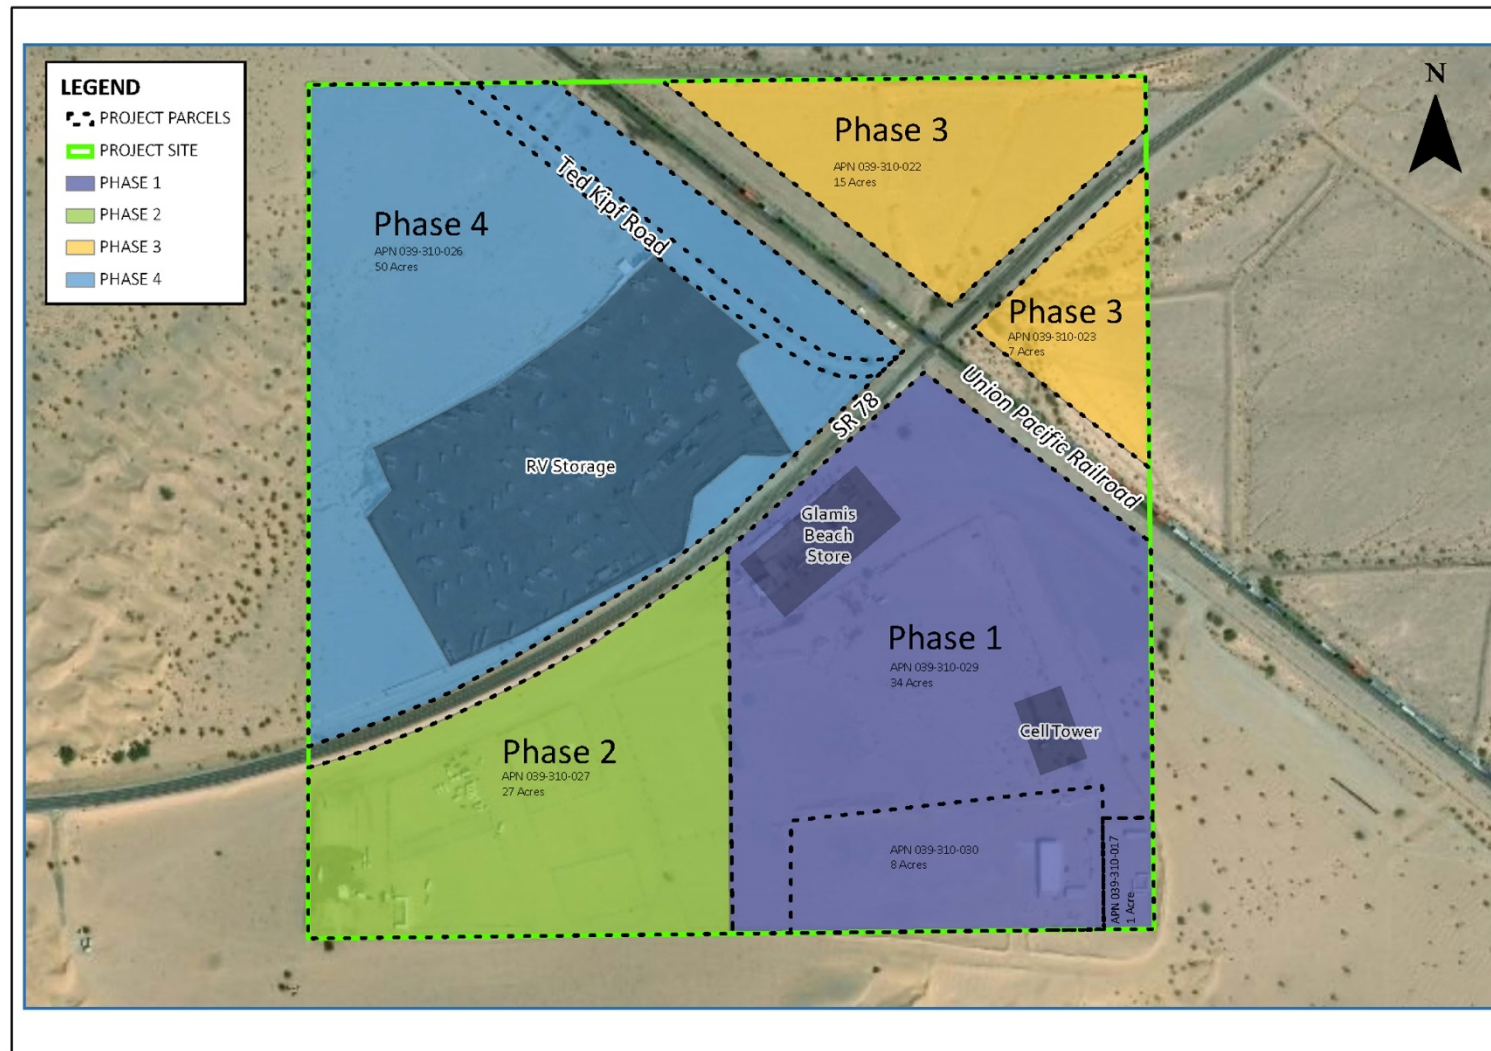 LEGEND
PROJECT PARCELS
PROJECT SITE
PHASE 1
PHASE 2
PHASE 3
PHASE 4
N
Phase 3
APN 039-310-022
15 Acres
Ted Kipf Road
Phase 4
APN 039-310-026
50 Acres
Phase 3
APN 039-310-023
7 Acres
Union Pacific Railroad
SR 78
RV Storage
Glamis
Beach
Store
Phase 1
APN 039-310-029
34 Acres
Cell Tower
Phase 2
APN 039-310-027
27 Acres
APN 039-310-030
8 Acres
APN 039-310-017
1 Acre